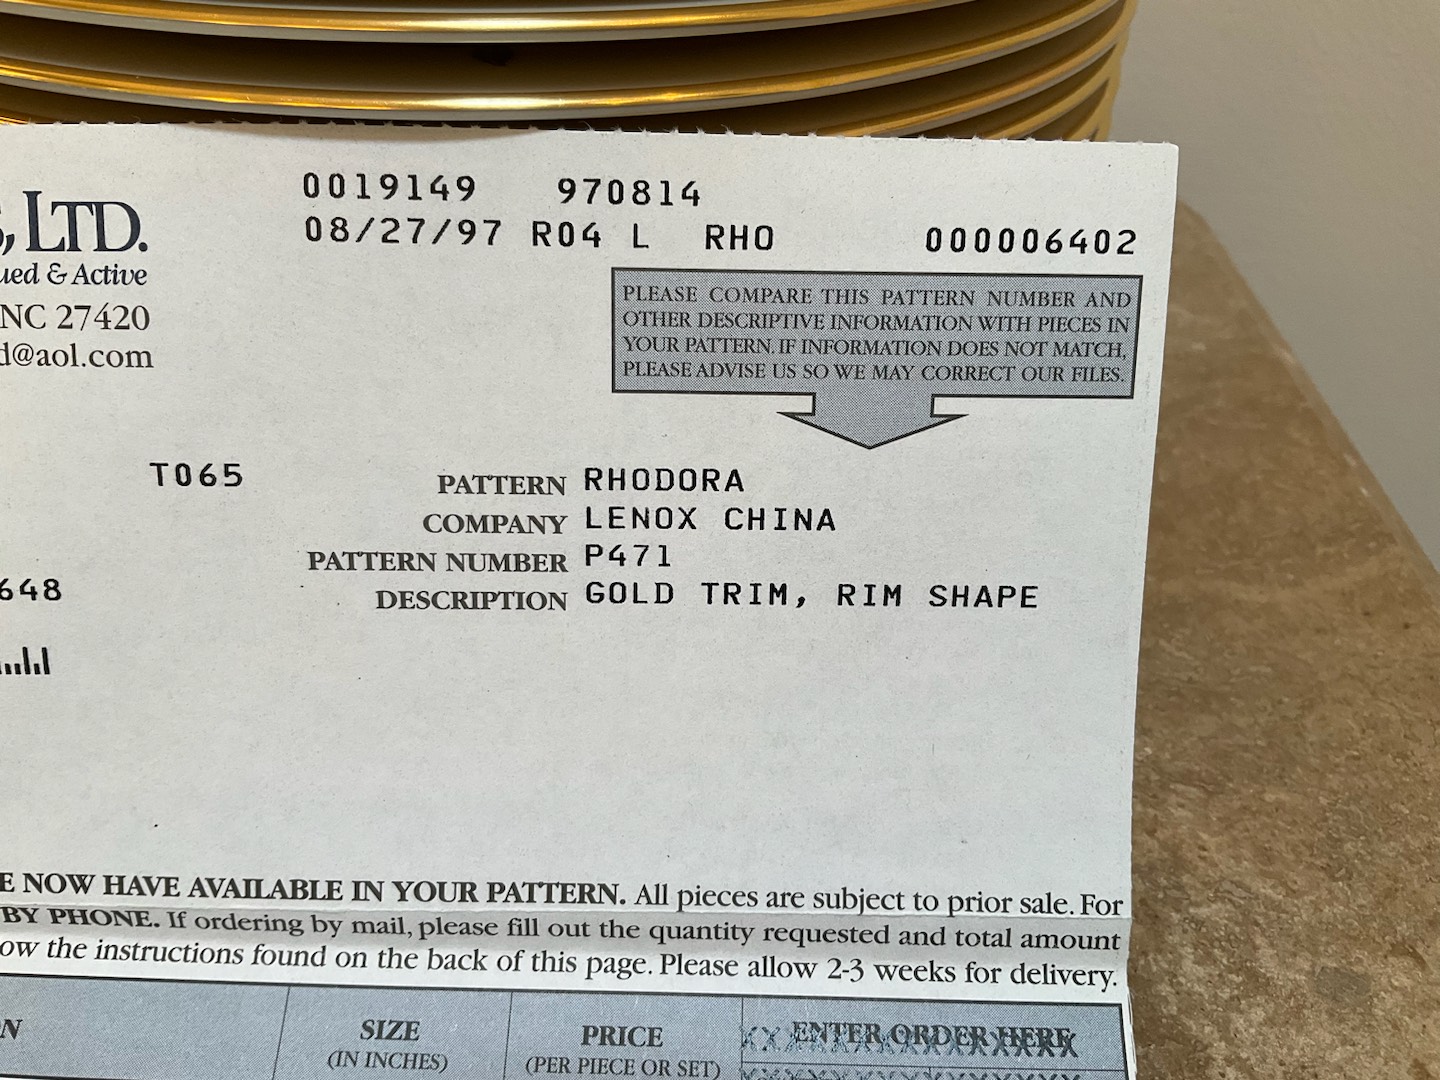 0019149 970814
LTD.
08/27/97 R04 L RHO 000006402
& Active
NC 27420
@aol.com
PLEASE COMPARE THIS PATTERN NUMBER AND
OTHER DESCRIPTIVE INFORMATION WITH PIECES IN
YOUR PATTERN. IF INFORMATION DOES NOT MATCH,
PLEASE ADVISE US SO WE MAY CORRECT OUR FILES.
T065
PATTERN RHODORA
COMPANY LENOX CHINA
PATTERN NUMBER P471
648
DESCRIPTION GOLD TRIM, RIM SHAPE
E NOW HAVE AVAILABLE IN YOUR PATTERN. All pieces are subject to prior sale. For
BY PHONE. If ordering by mail, please fill out the quantity requested and total amount
ow the instructions found on the back of this page. Please allow 2-3 weeks for delivery.
N SIZE PRICE ENTER ORDER HERE
(IN INCHES) (PER PIECE OR SET)